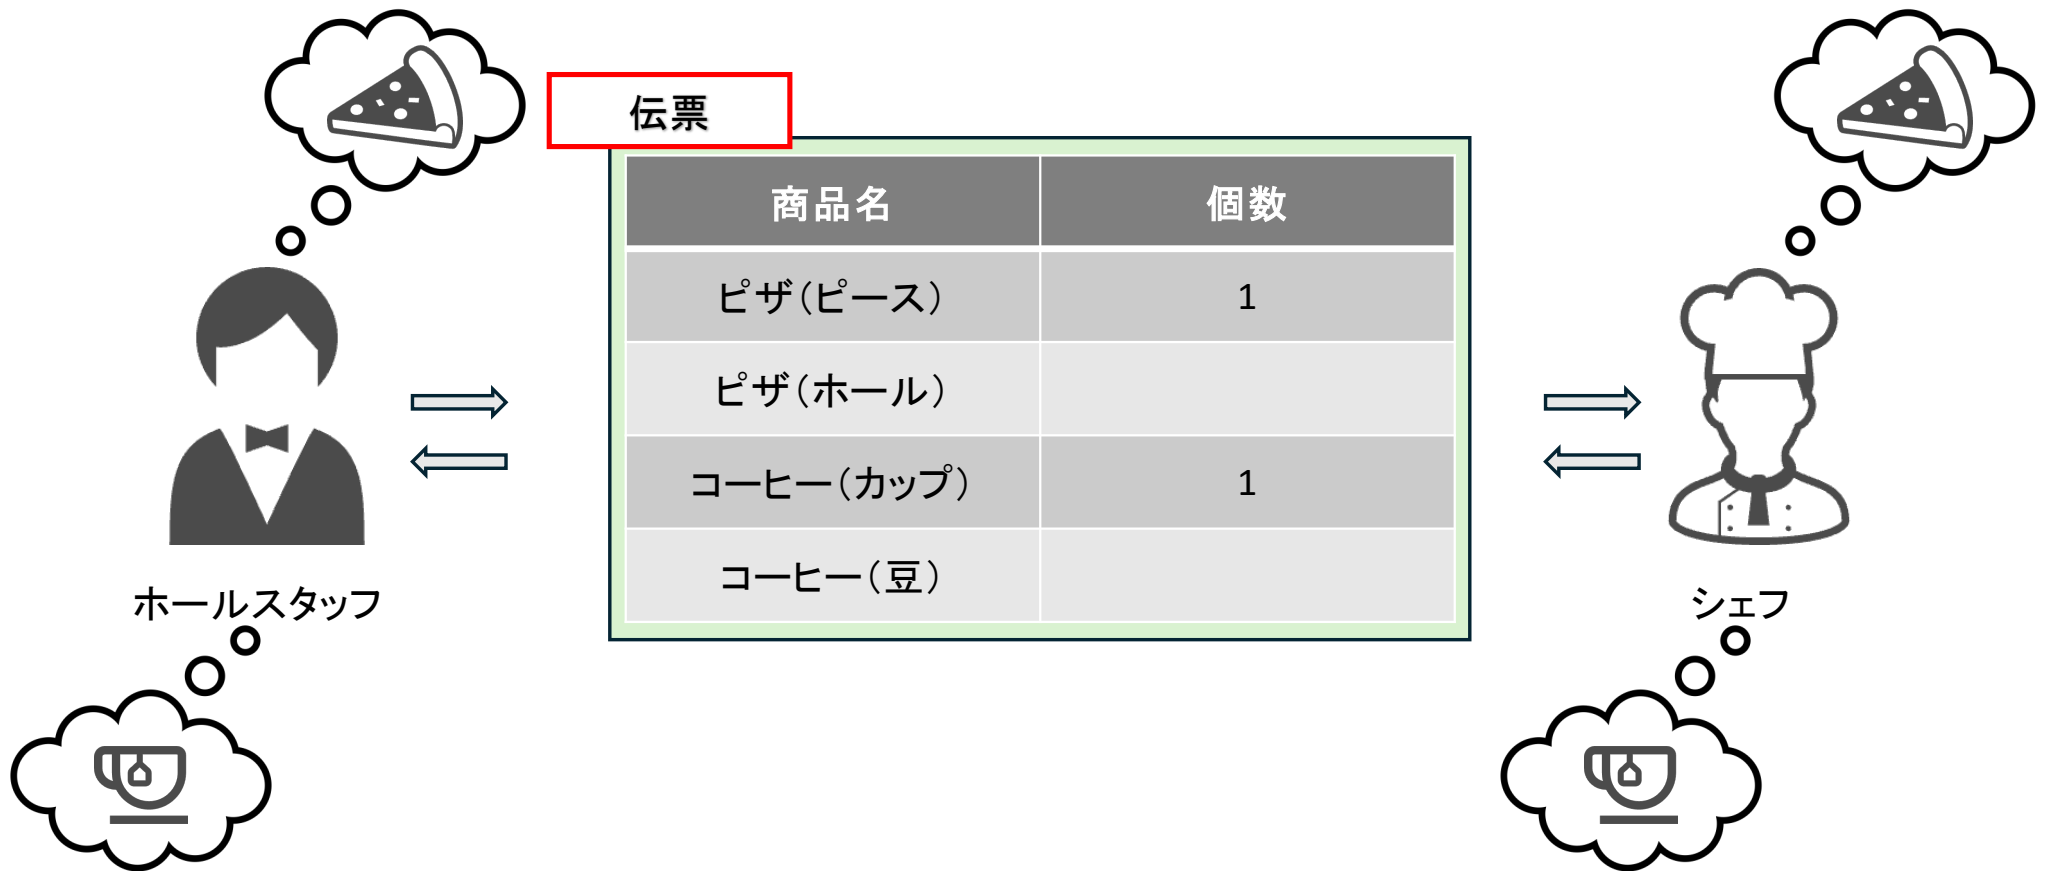 伝票
商品名 個数
ピザ（ピース） 1
ピザ（ホール）
コーヒー（カップ） 1
コーヒー（豆）
ホールスタッフ
シェフ